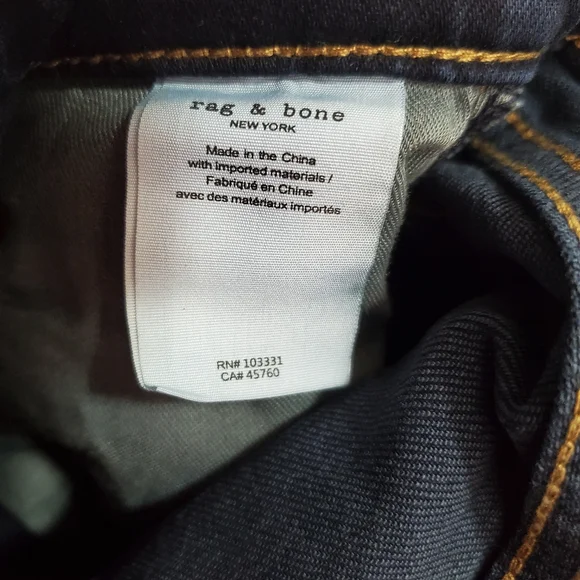 rag & bone
NEW YORK
Made in the China
with imported materials /
Fabriqué en Chine
avec des matériaux importés
RN# 103331
CA# 45760